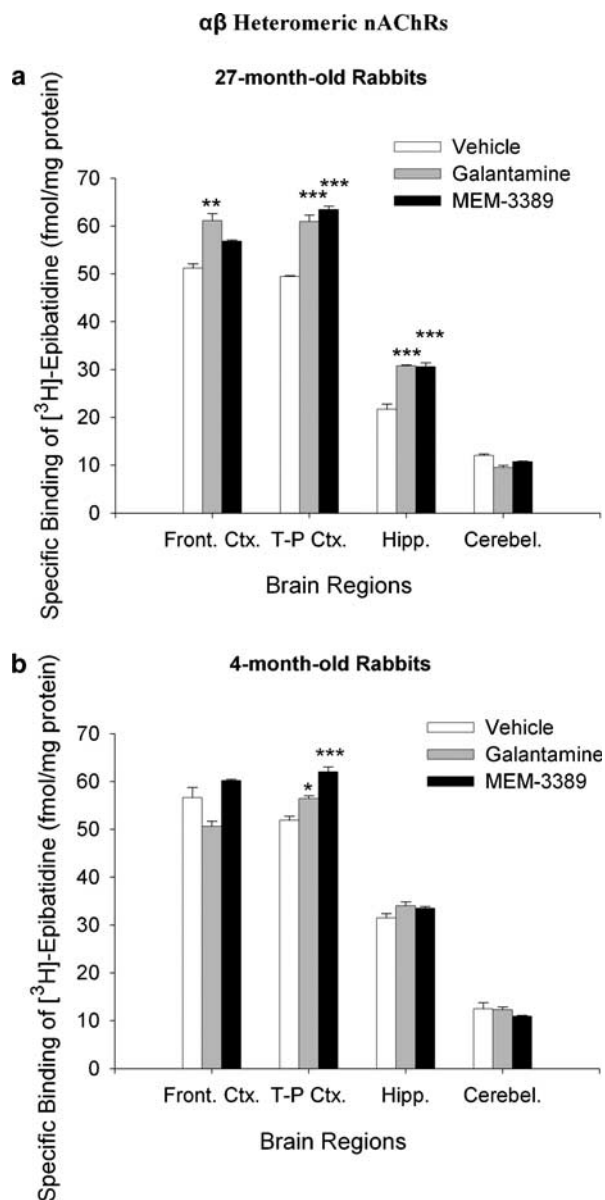 αβ Heteromeric nAChRs
a
27-month-old Rabbits
Vehicle
Galantamine
MEM-3389
Specific Binding of [³H]-Epibatidine (fmol/mg protein)
70
60
50
40
30
20
10
0
**
***
***
***
***
Front. Ctx.
T-P Ctx.
Hipp.
Cerebel.
Brain Regions
b
4-month-old Rabbits
Vehicle
Galantamine
MEM-3389
Specific Binding of [³H]-Epibatidine (fmol/mg protein)
70
60
50
40
30
20
10
0
*
***
Front. Ctx.
T-P Ctx.
Hipp.
Cerebel.
Brain Regions